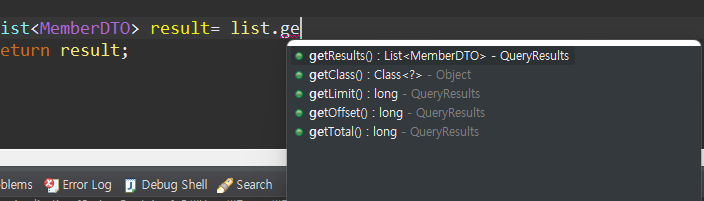 ist<MemberDTO> result= list.ge
eturn result;
getResults() : List<MemberDTO> - QueryResults
getClass() : Class<?> - Object
getLimit() : long - QueryResults
getOffset() : long - QueryResults
getTotal() : long - QueryResults
oblems Error Log Debug Shell Search